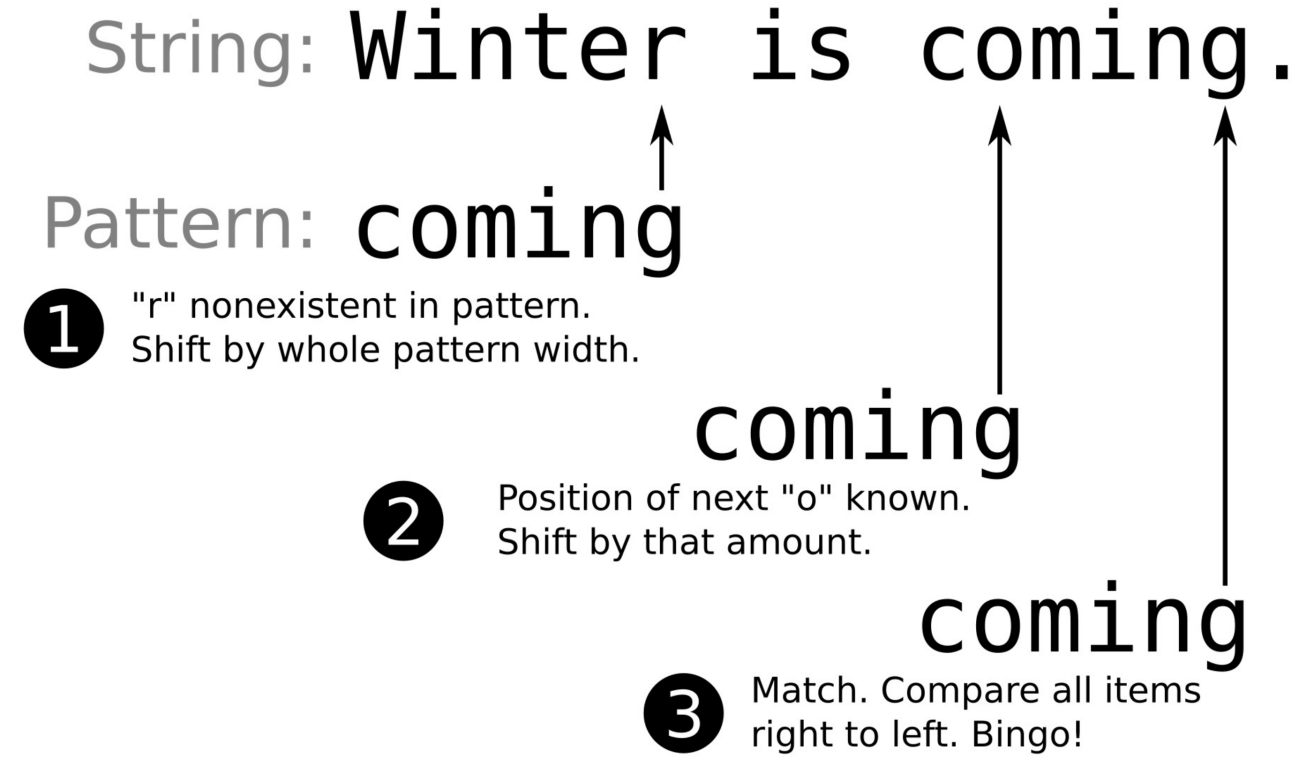 String: Winter is coming.
Pattern: coming
1 "r" nonexistent in pattern.
Shift by whole pattern width.
coming
2 Position of next "o" known.
Shift by that amount.
coming
3 Match. Compare all items
right to left. Bingo!